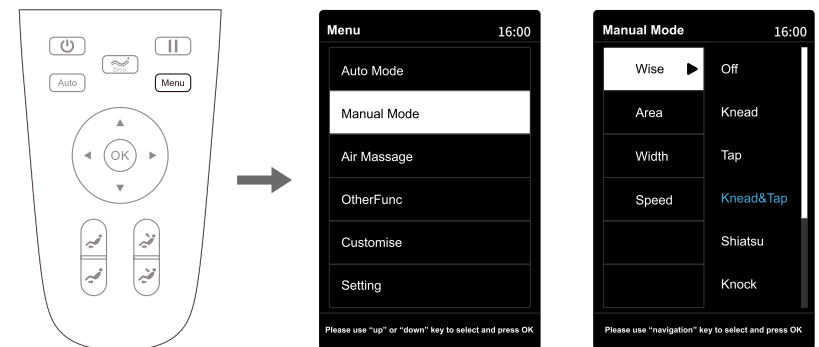 Zero
Auto
Menu
OK
Menu 16:00
Auto Mode
Manual Mode
Air Massage
OtherFunc
Customise
Setting
Please use “up” or “down” key to select and press OK
Manual Mode 16:00
Wise
Area
Width
Speed
Off
Knead
Tap
Knead&Tap
Shiatsu
Knock
Please use “navigation” key to select and press OK